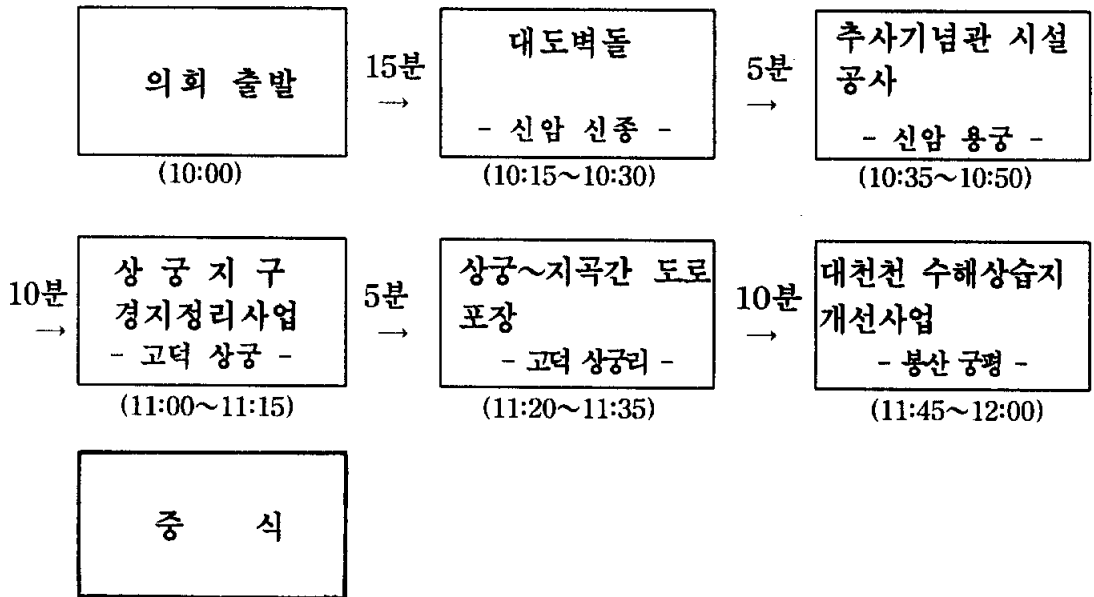 의회 출발
(10:00)
15분
→
대도벽돌
- 신암 신종 -
(10:15～10:30)
5분
→
추사기념관 시설
공사
- 신암 용궁 -
(10:35～10:50)
10분
→
상 궁 지 구
경지정리사업
- 고덕 상궁 -
(11:00～11:15)
5분
→
상궁～지곡간 도로
포장
- 고덕 상궁리 -
(11:20～11:35)
10분
→
대천천 수해상습지
개선사업
- 봉산 궁평 -
(11:45～12:00)
중 식